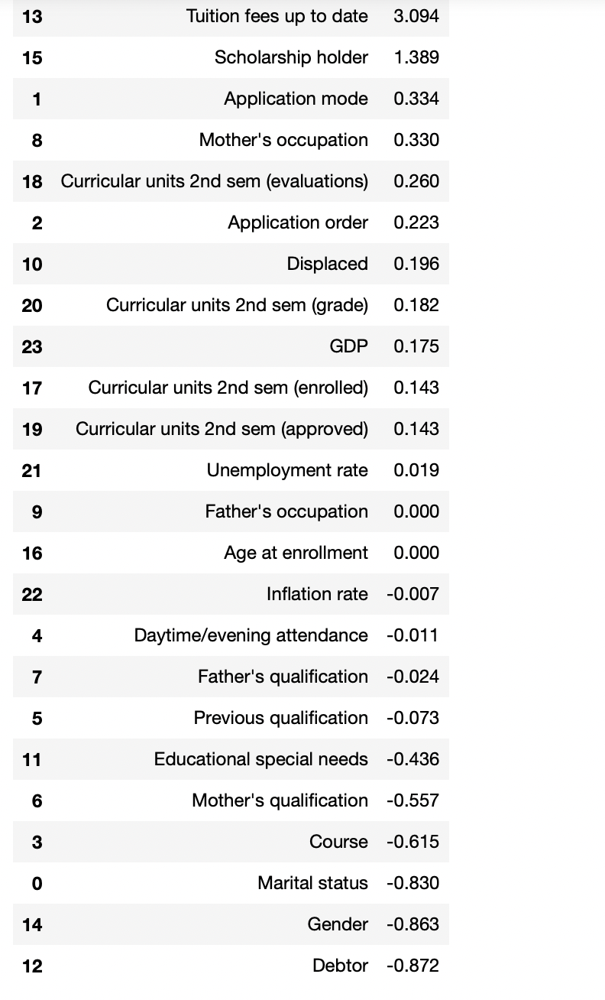 13 Tuition fees up to date 3.094
15 Scholarship holder 1.389
1 Application mode 0.334
8 Mother's occupation 0.330
18 Curricular units 2nd sem (evaluations) 0.260
2 Application order 0.223
10 Displaced 0.196
20 Curricular units 2nd sem (grade) 0.182
23 GDP 0.175
17 Curricular units 2nd sem (enrolled) 0.143
19 Curricular units 2nd sem (approved) 0.143
21 Unemployment rate 0.019
9 Father's occupation 0.000
16 Age at enrollment 0.000
22 Inflation rate -0.007
4 Daytime/evening attendance -0.011
7 Father's qualification -0.024
5 Previous qualification -0.073
11 Educational special needs -0.436
6 Mother's qualification -0.557
3 Course -0.615
0 Marital status -0.830
14 Gender -0.863
12 Debtor -0.872